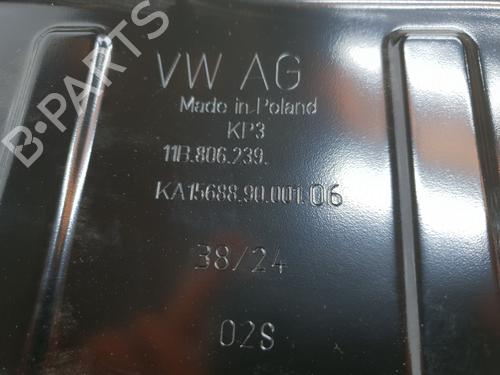 VW AG
Made in Poland
KP3
11B.806.239.
KA15688.90.001.06
38/24
02S
B-PARTS